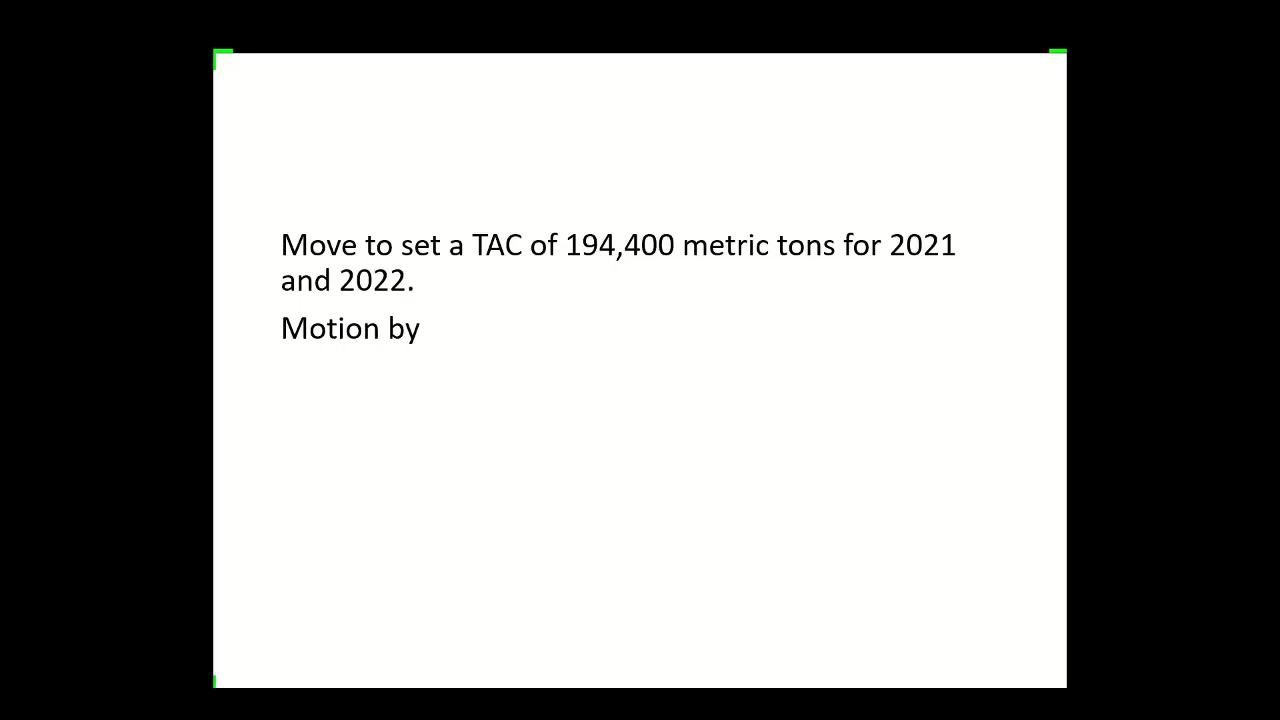 Move to set a TAC of 194,400 metric tons for 2021
and 2022.
Motion by